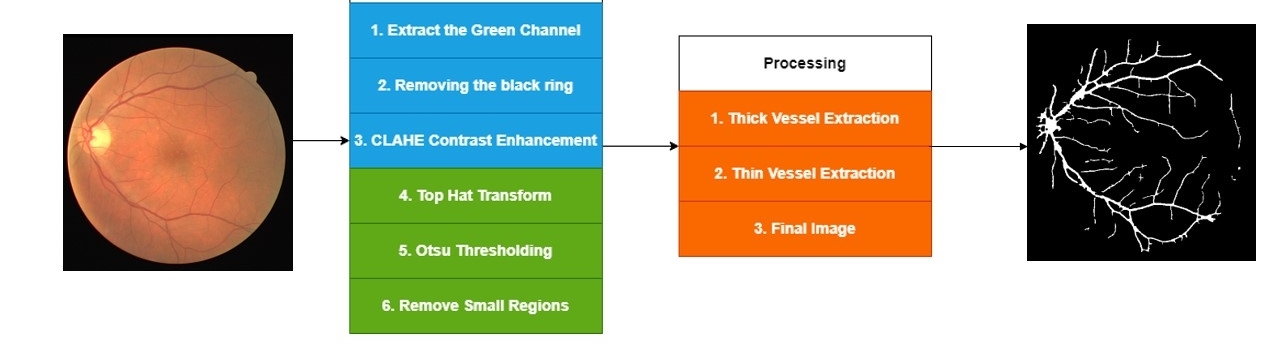 1. Extract the Green Channel
2. Removing the black ring
3. CLAHE Contrast Enhancement
4. Top Hat Transform
5. Otsu Thresholding
6. Remove Small Regions
Processing
1. Thick Vessel Extraction
2. Thin Vessel Extraction
3. Final Image